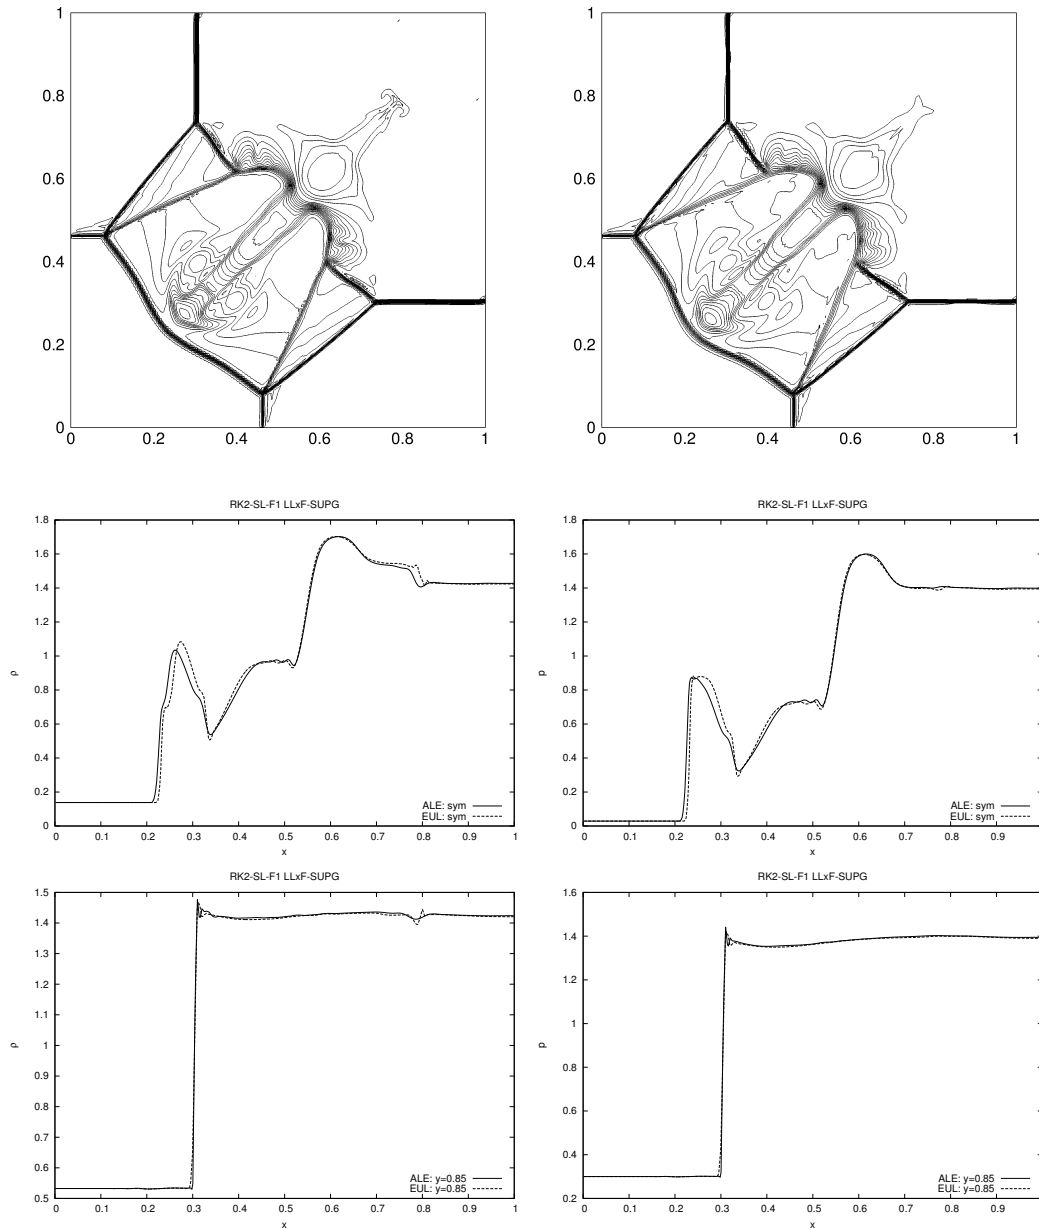 1
0.8
0.6
0.4
0.2
0
0 0.2 0.4 0.6 0.8 1
1
0.8
0.6
0.4
0.2
0
0 0.2 0.4 0.6 0.8 1
RK2-SL-F1 LLxF-SUPG
1.8
1.6
1.4
1.2
1
0.8
0.6
0.4
0.2
0
ρ
ALE: sym
EUL: sym
0 0.1 0.2 0.3 0.4 0.5 0.6 0.7 0.8 0.9 1
x
RK2-SL-F1 LLxF-SUPG
1.8
1.6
1.4
1.2
1
0.8
0.6
0.4
0.2
0
p
ALE: sym
EUL: sym
0 0.1 0.2 0.3 0.4 0.5 0.6 0.7 0.8 0.9
x
RK2-SL-F1 LLxF-SUPG
1.5
1.4
1.3
1.2
1.1
1
0.9
0.8
0.7
0.6
0.5
ρ
ALE: y=0.85
EUL: y=0.85
0 0.1 0.2 0.3 0.4 0.5 0.6 0.7 0.8 0.9 1
x
RK2-SL-F1 LLxF-SUPG
1.6
1.4
1.2
1
0.8
0.6
0.4
0.2
p
ALE: y=0.85
EUL: y=0.85
0 0.1 0.2 0.3 0.4 0.5 0.6 0.7 0.8 0.9
x